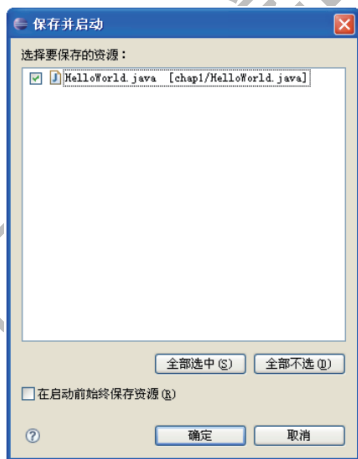 保存并启动
选择要保存的资源：
HelloWorld.java [chap1/HelloWorld.java]
全部选中(S) 全部不选(D)
在启动前始终保存资源(R)
确定 取消